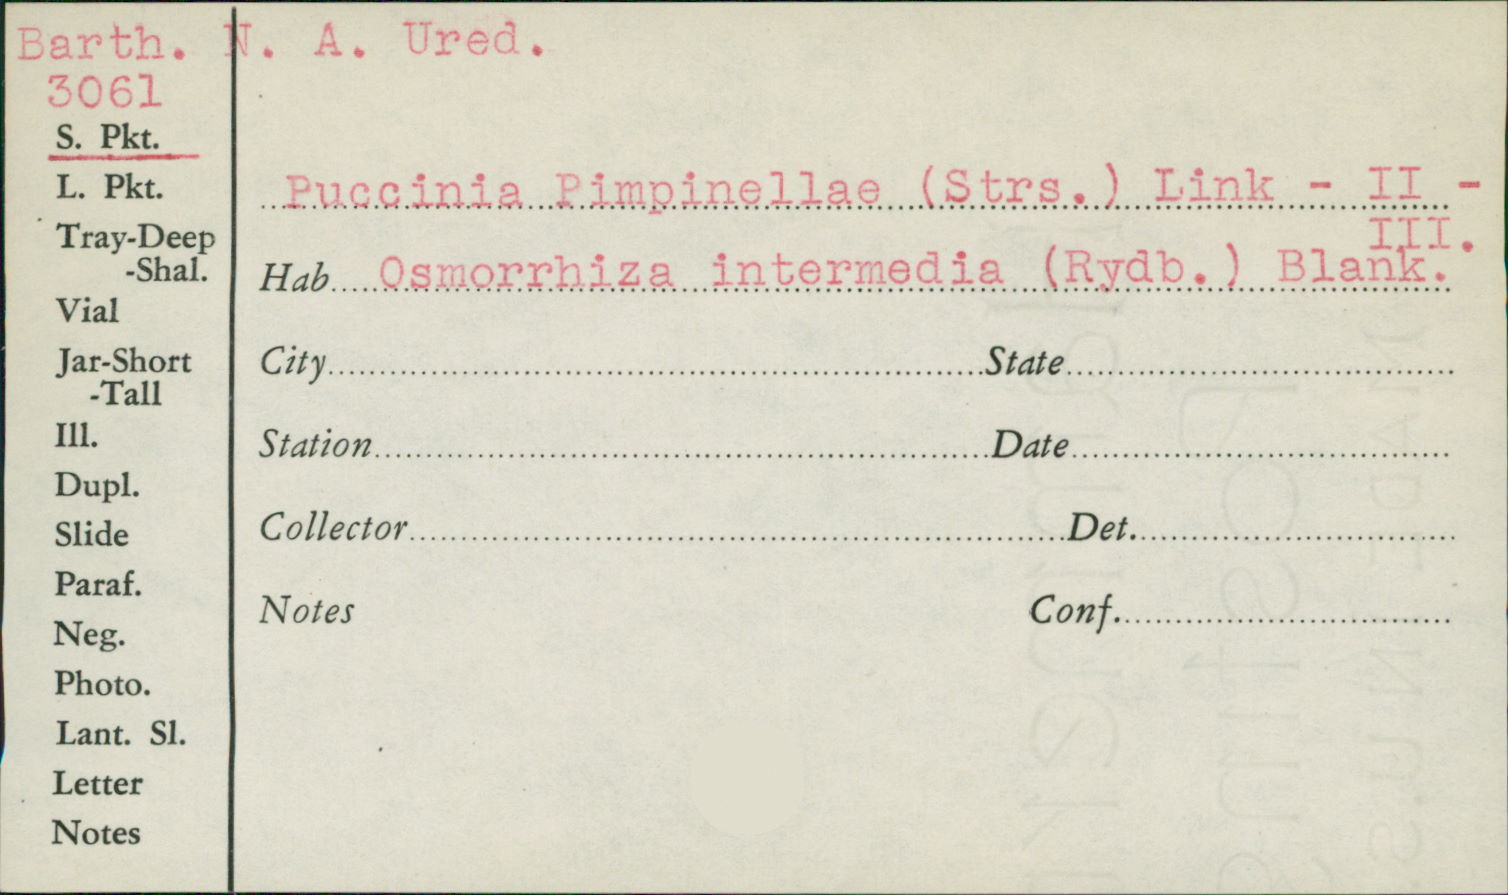 Barth. N. A. Ured.
3061
S. Pkt.
L. Pkt.
Puccinia Pimpinellae (Strs.) Link - II -
III.
Tray-Deep
-Shal.
Hab. Osmorrhiza intermedia (Rydb.) Blank.
Vial
Jar-Short
-Tall
City State
Ill.
Station Date
Dupl.
Slide
Collector Det.
Paraf.
Neg.
Notes Conf.
Photo.
Lant. Sl.
Letter
Notes